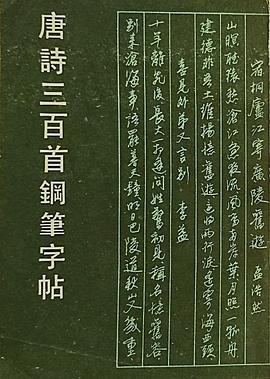 唐詩三百首鋼筆字帖
宿桐廬江寄廣陵舊遊 孟浩然
山暝聽猿愁滄江急夜流風鳴兩岸葉月照一孤舟
建德非吾土維揚憶舊遊還將兩行淚遙寄海西頭
喜見外弟又言別 李益
十年離亂後長大一相逢問姓驚初見稱名憶舊容
別來滄海事語罷暮天鐘明日巴陵道秋山又幾重